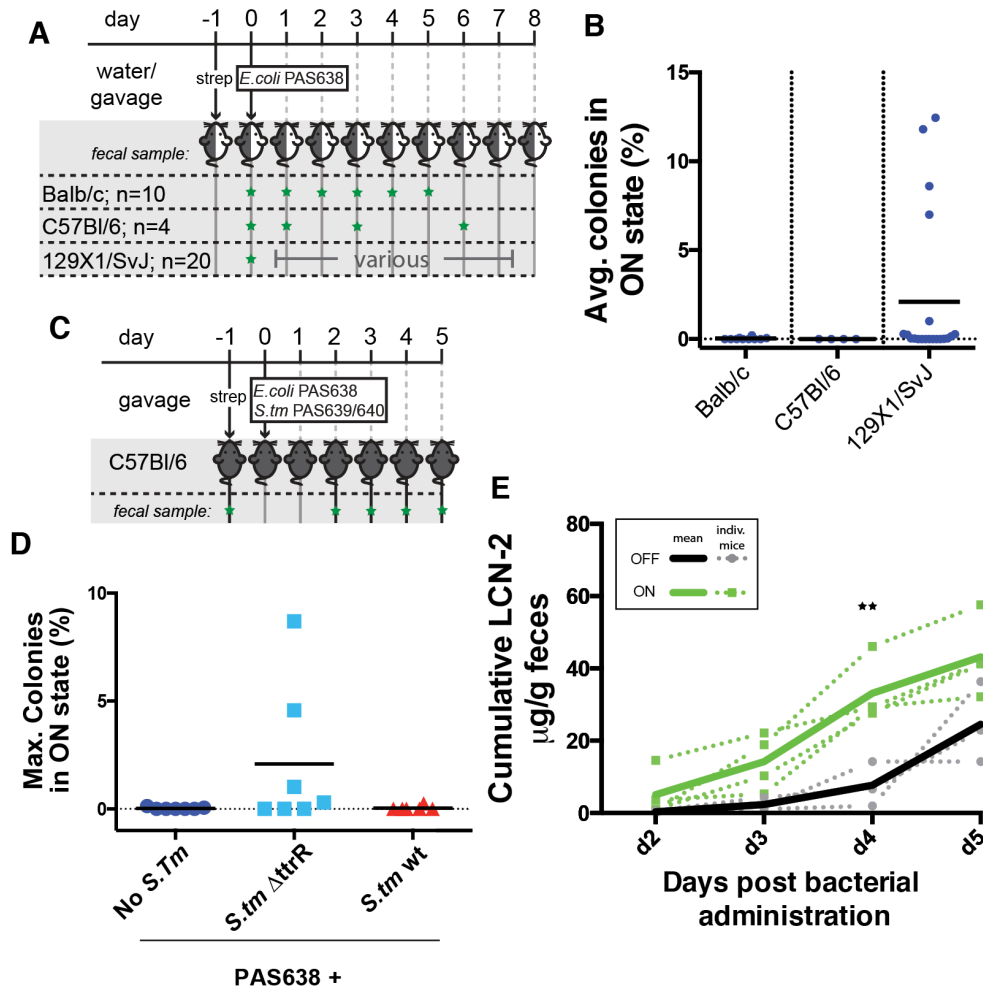 A
day
-1 0 1 2 3 4 5 6 7 8
water/
gavage
strep
E.coli PAS638
fecal sample:
Balb/c; n=10
C57Bl/6; n=4
129X1/SvJ; n=20
various
B
Avg. colonies in
ON state (%)
15
10
5
0
Balb/c
C57Bl/6
129X1/SvJ
C
day
-1 0 1 2 3 4 5
gavage
strep
E.coli PAS638
S.tm PAS639/640
C57Bl/6
fecal sample:
D
Max. Colonies
in ON state (%)
10
5
0
No S.Tm
S.tm ΔttrR
S.tm wt
PAS638 +
E
Cumulative LCN-2
μg/g feces
80
60
40
20
0
mean
indiv.
mice
OFF
ON
d2
d3
d4
d5
Days post bacterial
administration